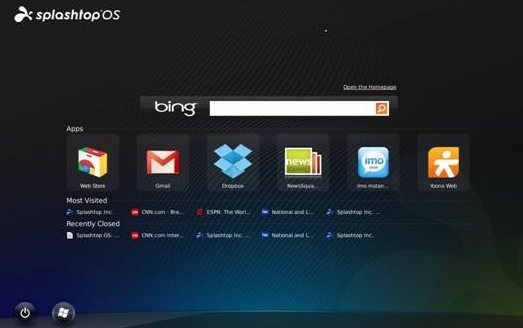 splashtop OS
Open the Homepage
bing
Apps
Web Store Gmail Dropbox NewsSqua... imo instan... Yoono Web
Most Visited
Splashtop Inc. CNN.com - Bre... ESPN: The Worl... National and L... Splashtop Inc. ...
Recently Closed
Splashtop OS: ... CNN.com Inter... Splashtop Inc. ... National and L... Splashtop Inc.